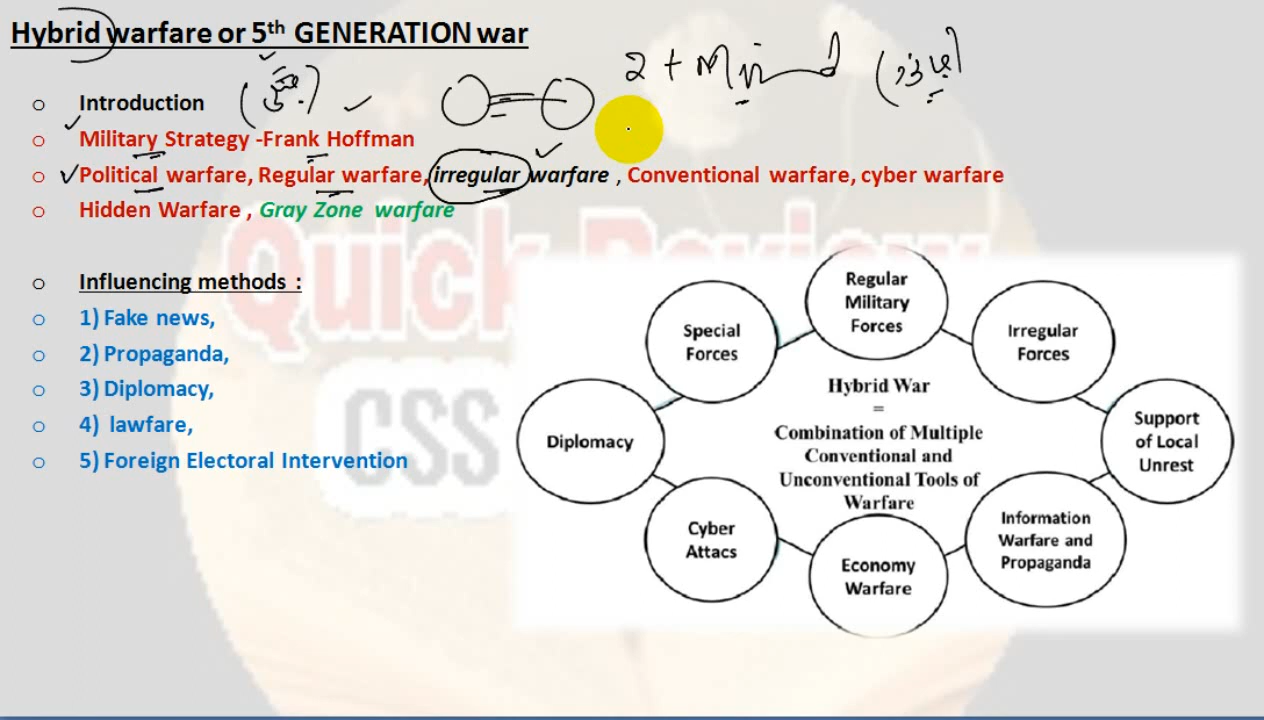 Hybrid warfare or 5th GENERATION war
2 + Mind
Introduction
Military Strategy -Frank Hoffman
Political warfare, Regular warfare, irregular warfare , Conventional warfare, cyber warfare
Hidden Warfare , Gray Zone warfare
Influencing methods :
1) Fake news,
2) Propaganda,
3) Diplomacy,
4) lawfare,
5) Foreign Electoral Intervention
Quick Review
CSS
Regular
Military
Forces
Special
Forces
Irregular
Forces
Hybrid War
=
Combination of Multiple
Conventional and
Unconventional Tools of
Warfare
Diplomacy
Support
of Local
Unrest
Cyber
Attacs
Information
Warfare and
Propaganda
Economy
Warfare